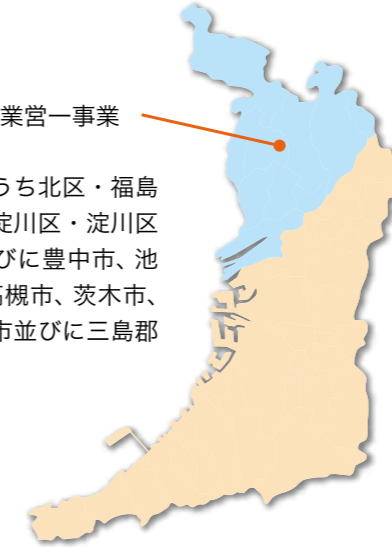 業営一事業
うち北区・福島
淀川区・淀川区
びに豊中市、池
高槻市、茨木市、
市並びに三島郡